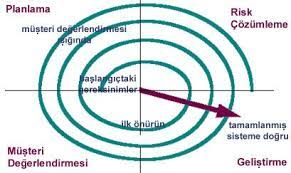 Planlama
Risk
Çözümleme
müşteri değerlendirmesi
ışığında
başlangıçtaki
gereksinimler
ilk önürün
tamamlanmış
sisteme doğru
Müşteri
Değerlendirmesi
Geliştirme